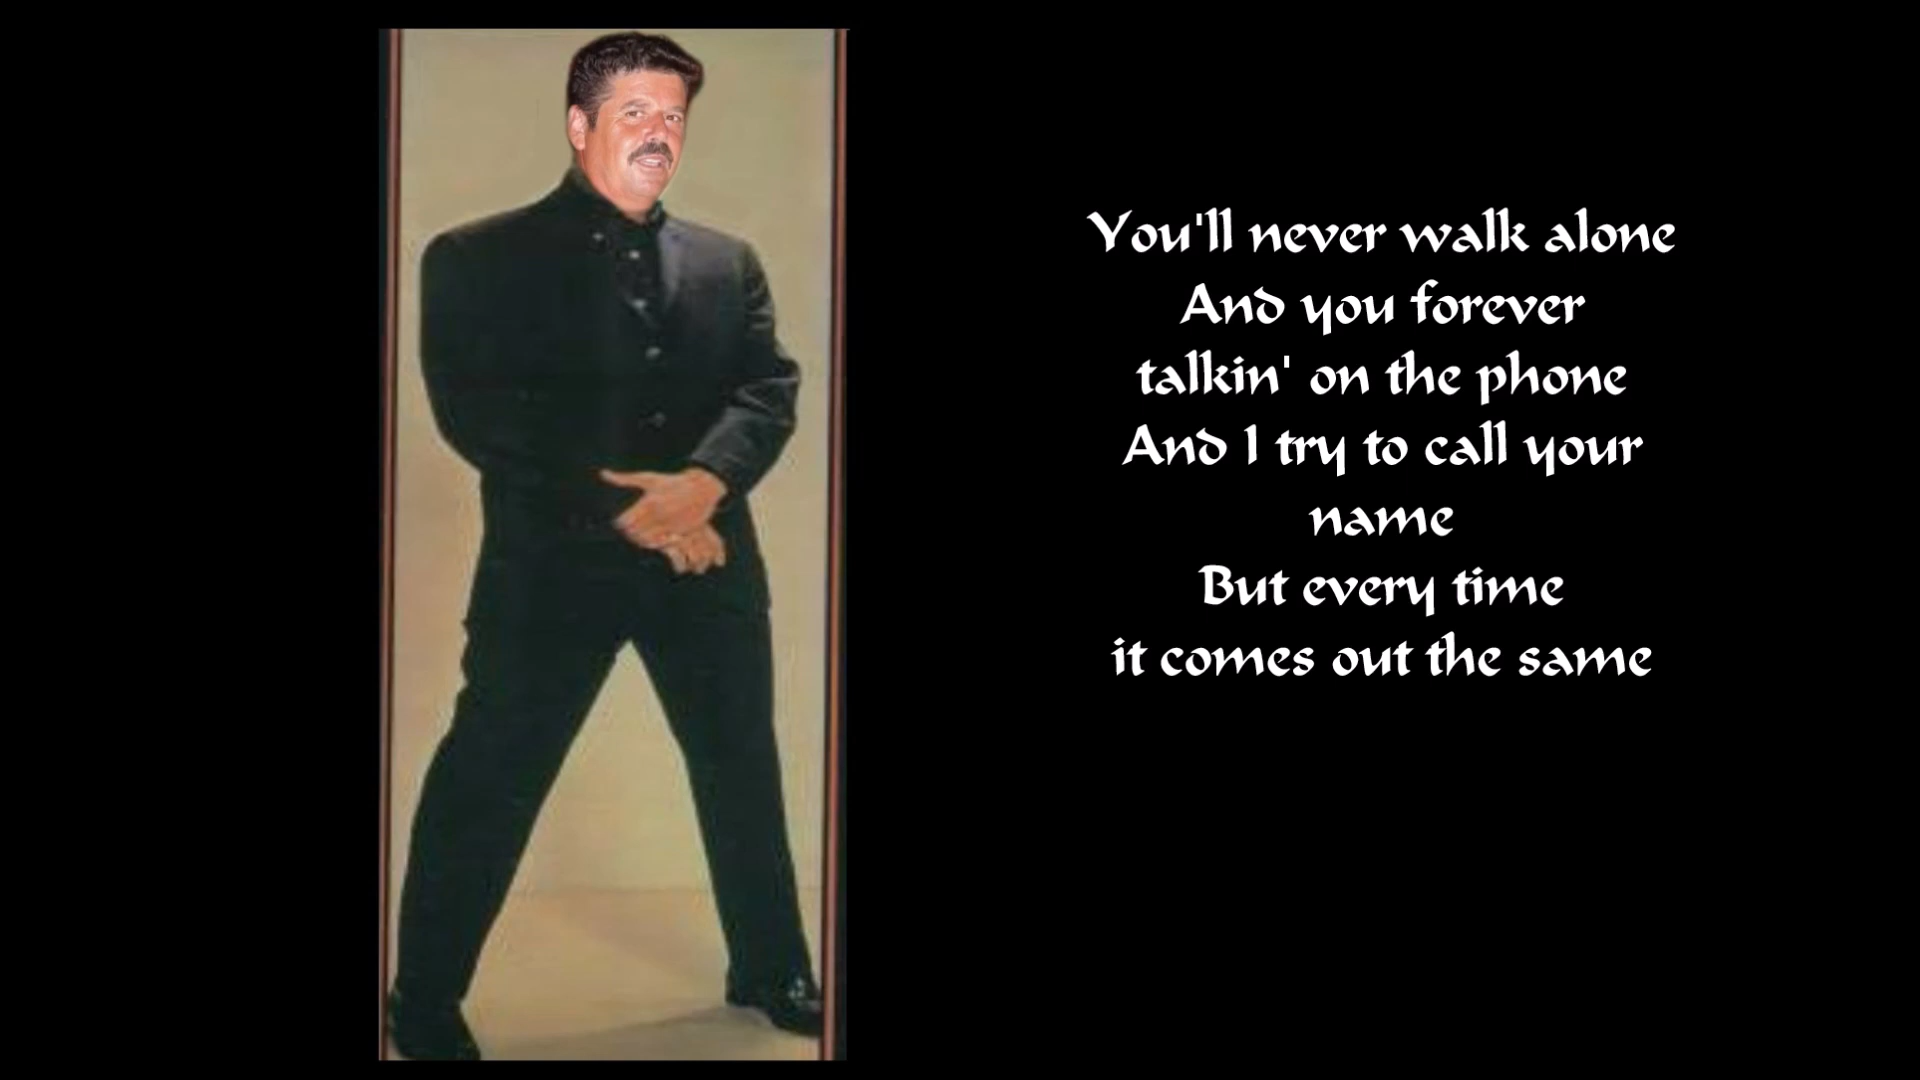 You'll never walk alone
And you forever
talkin' on the phone
And I try to call your
name
But every time
it comes out the same